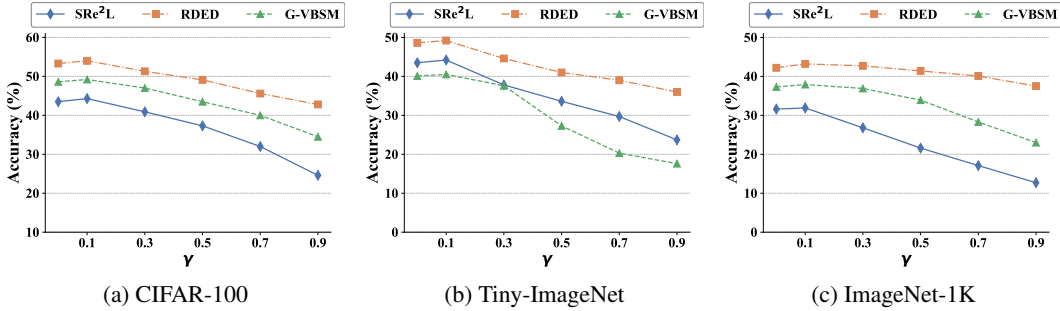 SRe²L RDED G-VBSM
60
50
40
30
20
10
Accuracy (%)
0.1 0.3 0.5 0.7 0.9
γ
(a) CIFAR-100
SRe²L RDED G-VBSM
50
40
30
20
10
0
Accuracy (%)
0.1 0.3 0.5 0.7 0.9
γ
(b) Tiny-ImageNet
SRe²L RDED G-VBSM
50
40
30
20
10
0
Accuracy (%)
0.1 0.3 0.5 0.7 0.9
γ
(c) ImageNet-1K